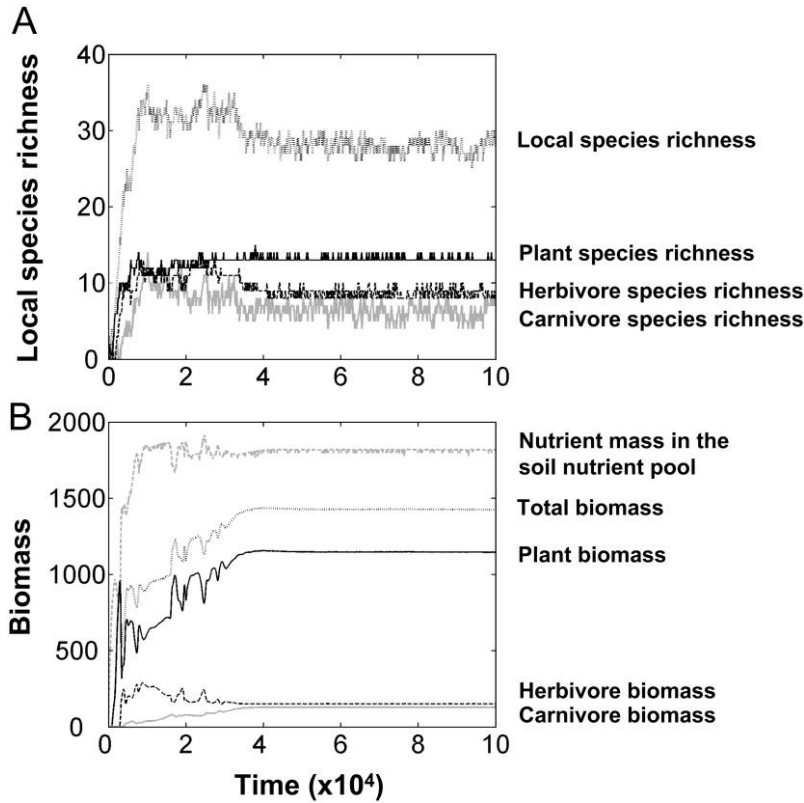 A
Local species richness
40
30
20
10
0
0 2 4 6 8 10
Local species richness
Plant species richness
Herbivore species richness
Carnivore species richness
B
Biomass
2000
1500
1000
500
0
0 2 4 6 8 10
Time (x10⁴)
Nutrient mass in the
soil nutrient pool
Total biomass
Plant biomass
Herbivore biomass
Carnivore biomass